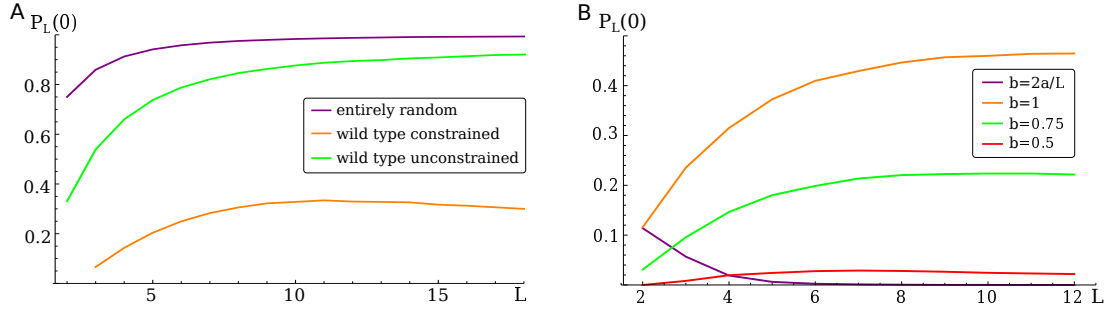 A
P_L(0)
0.8
0.6
0.4
0.2
5
10
15
L
entirely random
wild type constrained
wild type unconstrained
B
P_L(0)
0.4
0.3
0.2
0.1
2
4
6
8
10
12
L
b=2a/L
b=1
b=0.75
b=0.5